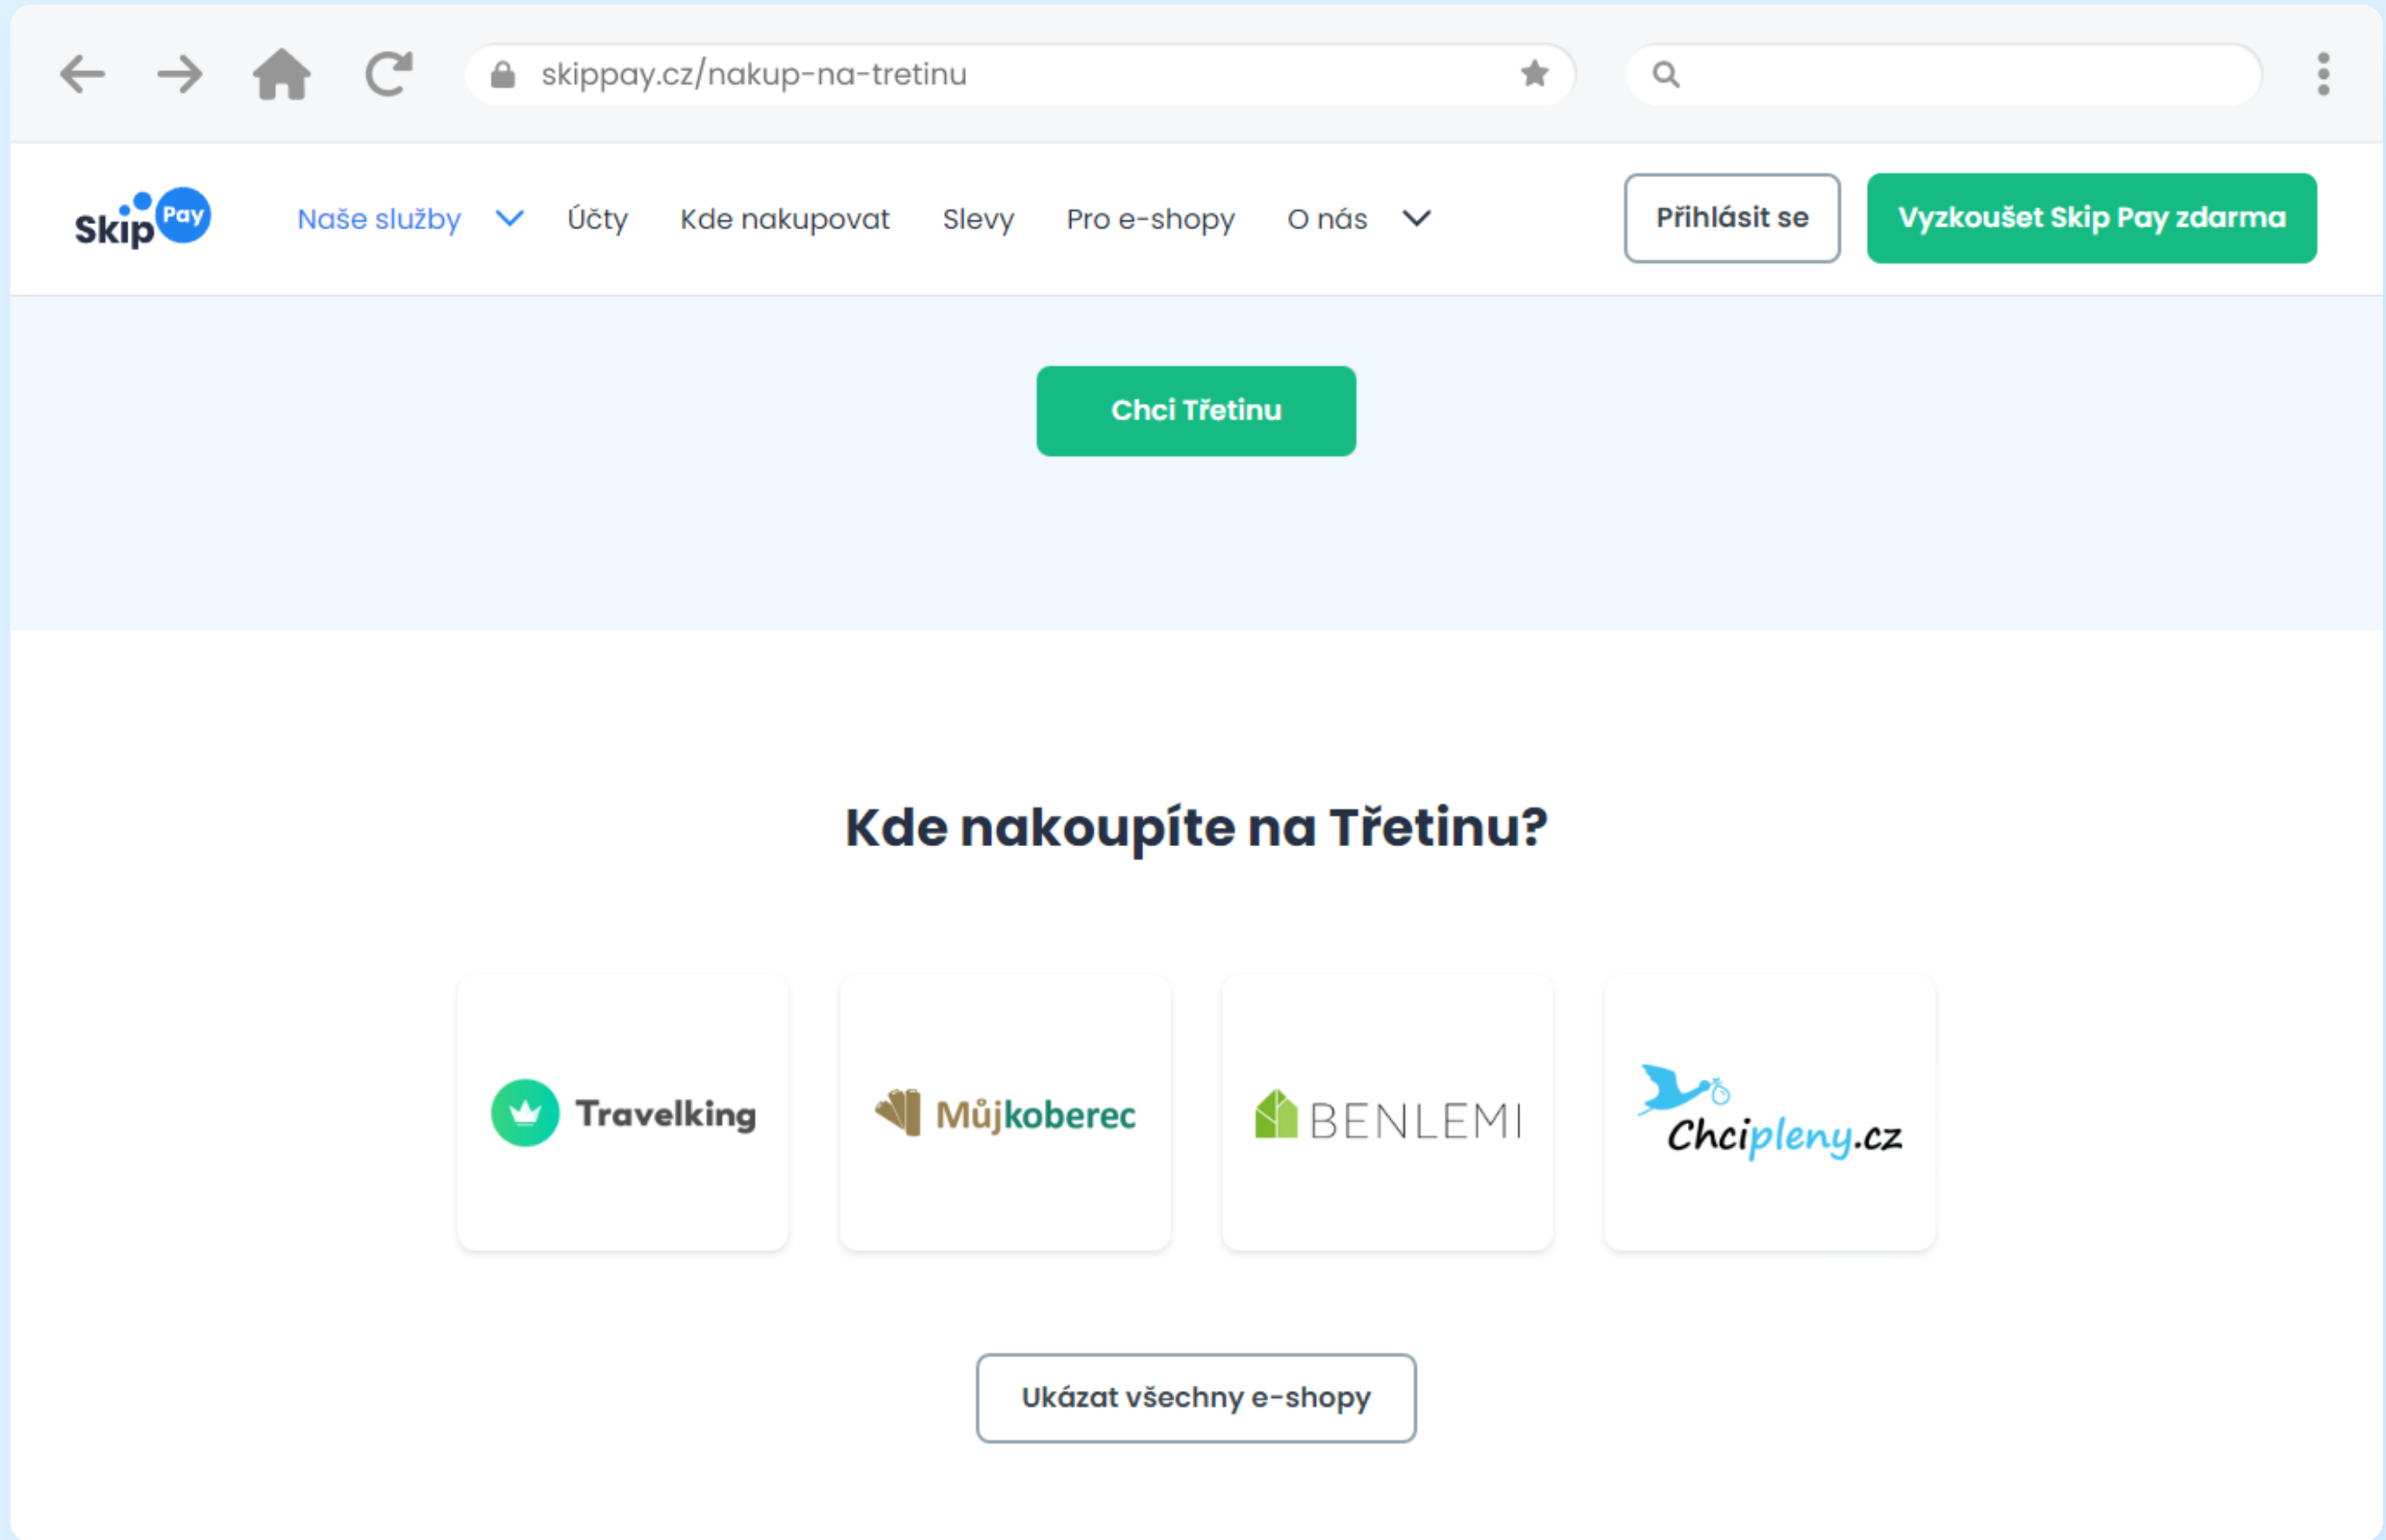 skippay.cz/nakup-na-tretinu
Skip Pay Naše služby Účty Kde nakupovat Slevy Pro e-shopy O nás Přihlásit se Vyzkoušet Skip Pay zdarma
Chci Třetinu
Kde nakoupíte na Třetinu?
Travelking Můjkoberec BENLEMI Chcipleny.cz
Ukázat všechny e-shopy